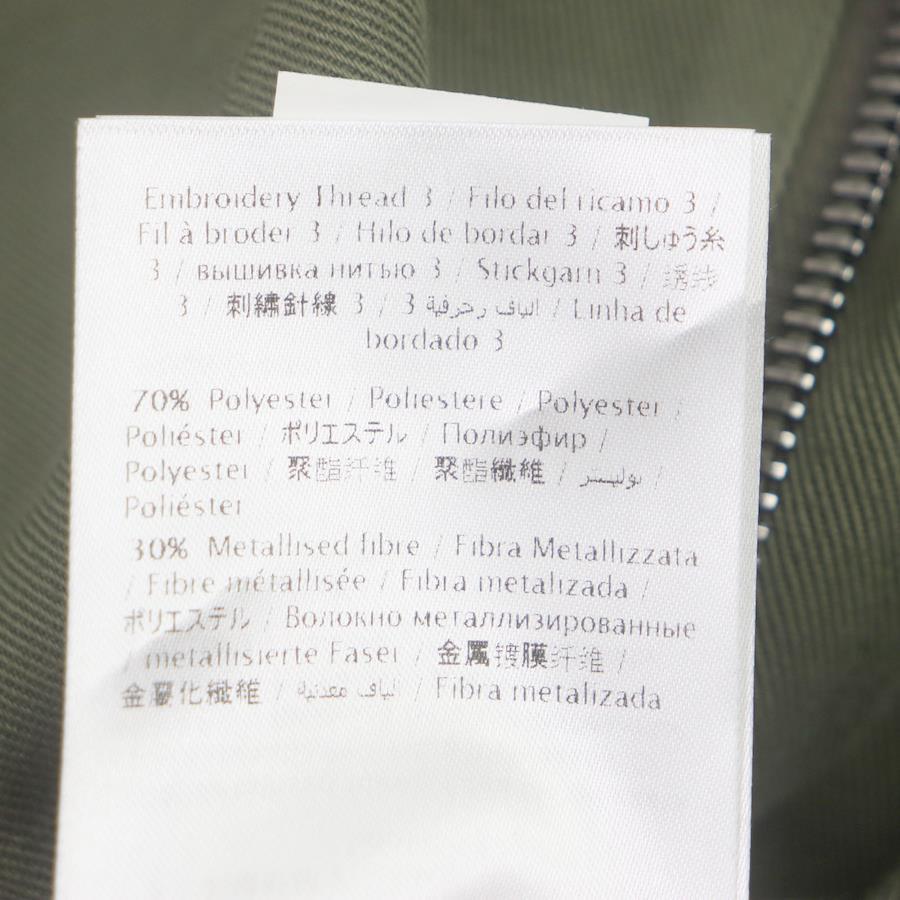 Embroidery Thread 3 / Filo del ricamo 3 /
Fil à broder 3 / Hilo de bordar 3 / 刺しゅう糸
3 / вышивка нитью 3 / Stickgarn 3 / 绣线
3 / 刺繡針線 3 / الياف زخرفية 3 / Linha de
bordado 3
70% Polyester / Poliestere / Polyester /
Poliéster / ポリエステル / Полиэфир /
Polyester / 聚酯纤维 / 聚酯纖維 / بوليستر /
Poliéster
30% Metallised fibre / Fibra Metallizzata
/ Fibre métallisée / Fibra metalizada /
ポリエステル / Волокно металлизированные
/ metallisierte Faser / 金属镀膜纤维 /
金屬化纖維 / الياف معدنية / Fibra metalizada